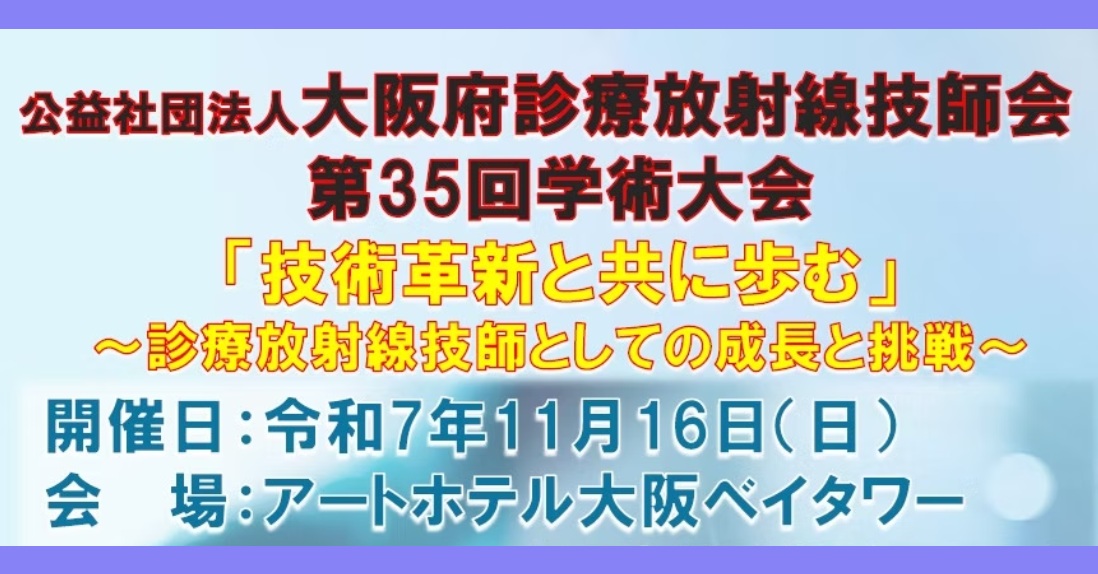 公益社団法人大阪府診療放射線技師会
第35回学術大会
「技術革新と共に歩む」
～診療放射線技師としての成長と挑戦～
開催日：令和7年11月16日（日）
会　場：アートホテル大阪ベイタワー